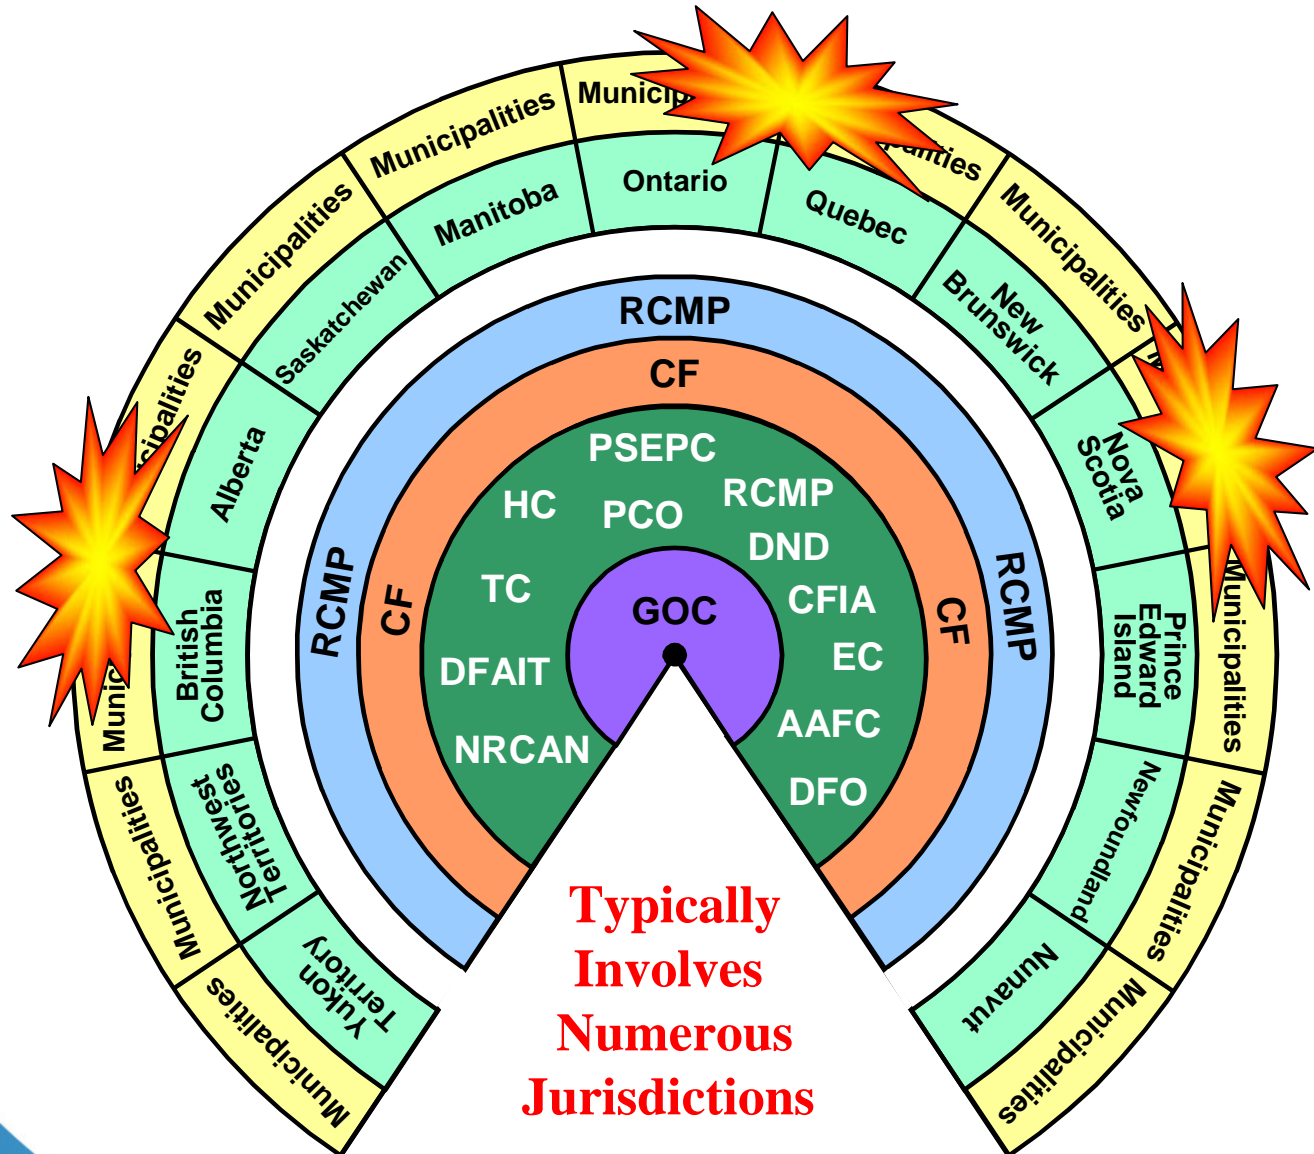 Municipalities
Municipalities
Municipalities
Municipalities
Municipalities
Municipalities
Municipalities
Municipalities
Municipalities
Yukon
Territory
Northwest
Territories
British
Columbia
Alberta
Saskatchewan
Manitoba
Ontario
Quebec
New
Brunswick
Nova
Scotia
Prince
Edward
Island
Newfoundland
Nunavut
RCMP
RCMP
RCMP
CF
CF
CF
PSEPC
HC
PCO
RCMP
DND
TC
CFIA
DFAIT
EC
NRCAN
AAFC
DFO
GOC
Typically
Involves
Numerous
Jurisdictions